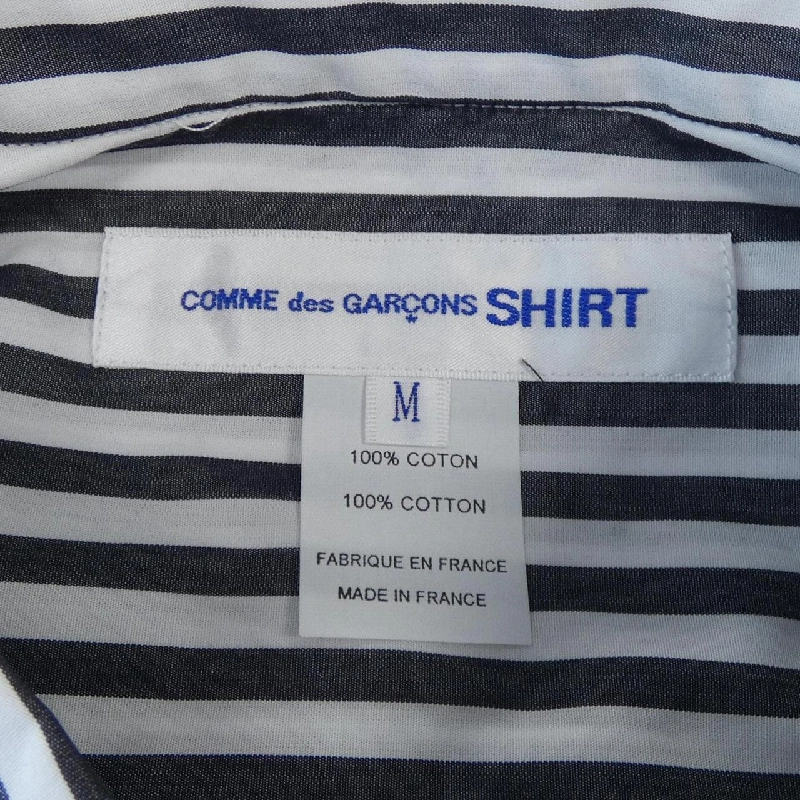 COMME des GARÇONS SHIRT
M
100% COTON
100% COTTON
FABRIQUE EN FRANCE
MADE IN FRANCE